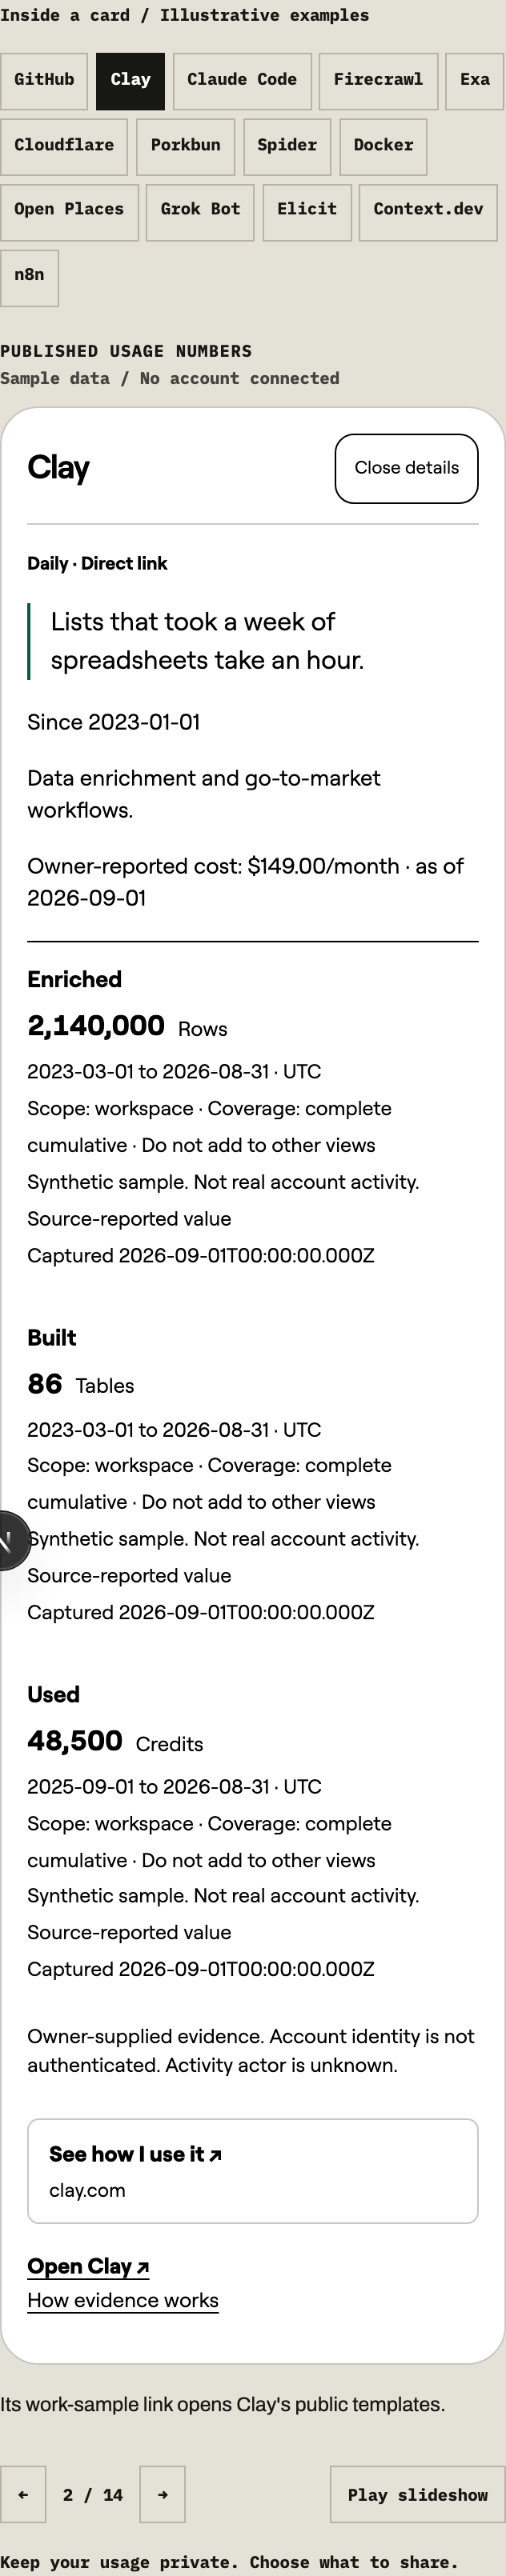 Inside a card / Illustrative examples
GitHub Clay Claude Code Firecrawl Exa
Cloudflare Porkbun Spider Docker
Open Places Grok Bot Elicit Context.dev
n8n
PUBLISHED USAGE NUMBERS
Sample data / No account connected
Clay Close details
Daily · Direct link
Lists that took a week of
spreadsheets take an hour.
Since 2023-01-01
Data enrichment and go-to-market
workflows.
Owner-reported cost: $149.00/month · as of
2026-09-01
Enriched
2,140,000 Rows
2023-03-01 to 2026-08-31 · UTC
Scope: workspace · Coverage: complete
cumulative · Do not add to other views
Synthetic sample. Not real account activity.
Source-reported value
Captured 2026-09-01T00:00:00.000Z
Built
86 Tables
2023-03-01 to 2026-08-31 · UTC
Scope: workspace · Coverage: complete
cumulative · Do not add to other views
Synthetic sample. Not real account activity.
Source-reported value
Captured 2026-09-01T00:00:00.000Z
Used
48,500 Credits
2025-09-01 to 2026-08-31 · UTC
Scope: workspace · Coverage: complete
cumulative · Do not add to other views
Synthetic sample. Not real account activity.
Source-reported value
Captured 2026-09-01T00:00:00.000Z
Owner-supplied evidence. Account identity is not
authenticated. Activity actor is unknown.
See how I use it ↗
clay.com
Open Clay ↗
How evidence works
Its work-sample link opens Clay's public templates.
← 2 / 14 → Play slideshow
Keep your usage private. Choose what to share.